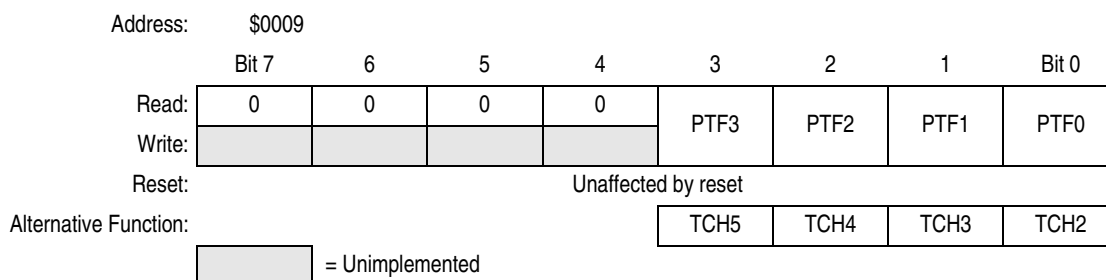 Address: $0009
Bit 7 6 5 4 3 2 1 Bit 0
Read: 0 0 0 0 PTF3 PTF2 PTF1 PTF0
Write:
Reset: Unaffected by reset
Alternative Function: TCH5 TCH4 TCH3 TCH2
= Unimplemented